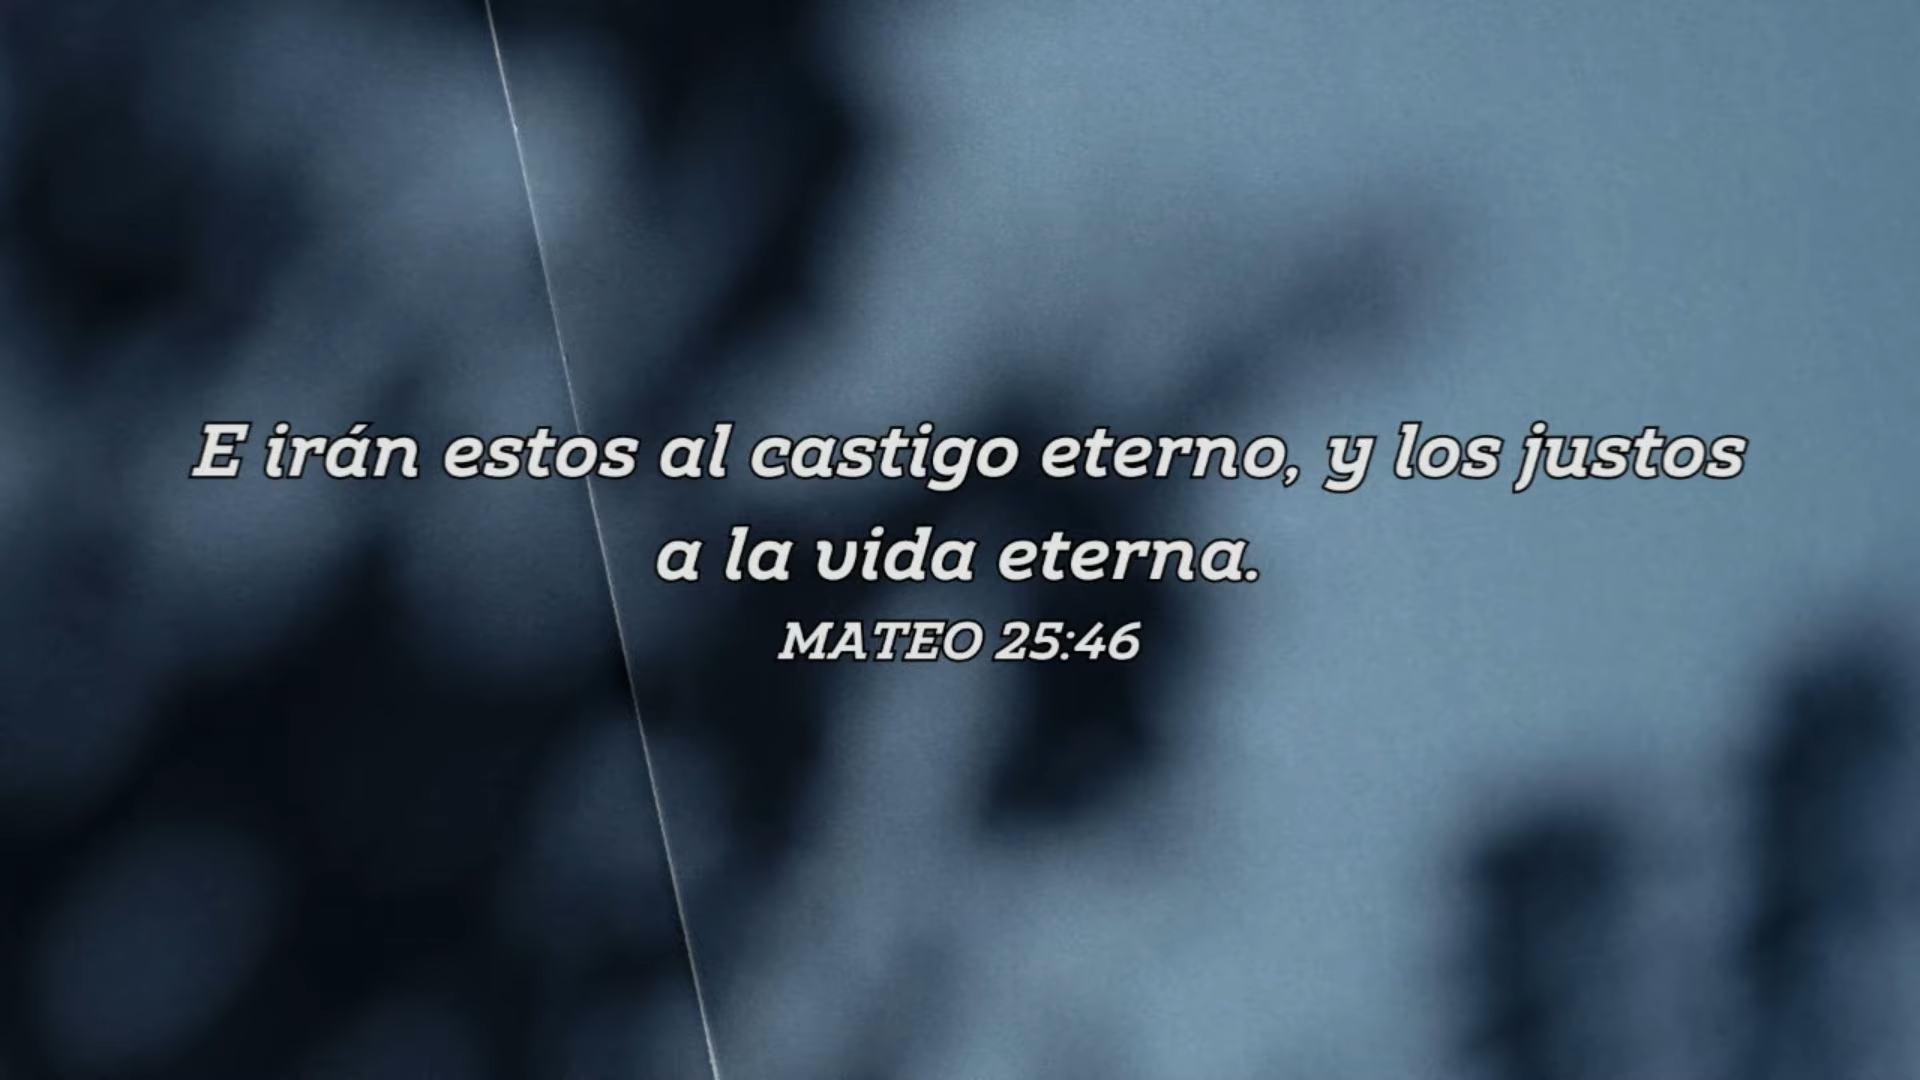 E irán estos al castigo eterno, y los justos
a la vida eterna.
MATEO 25:46